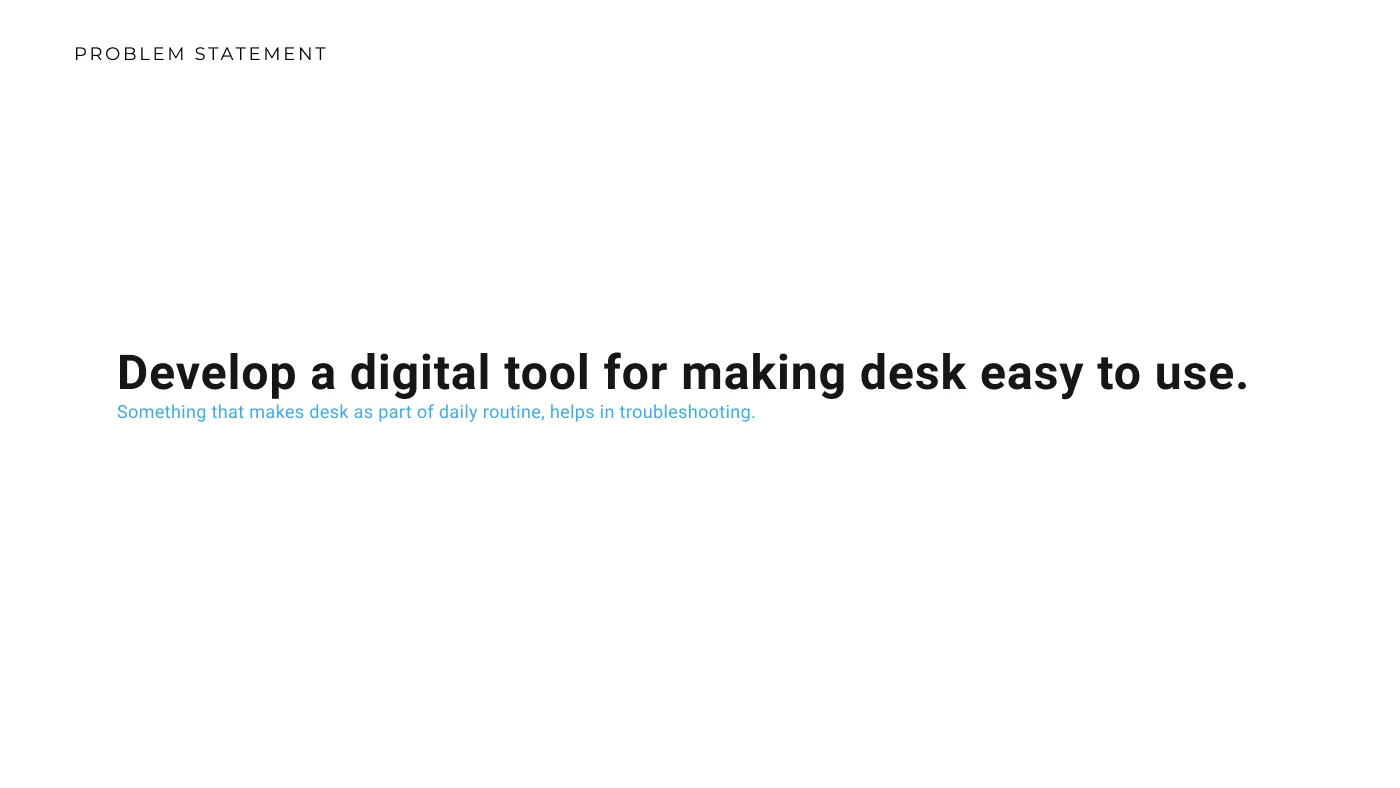 PROBLEM STATEMENT
Develop a digital tool for making desk easy to use.
Something that makes desk as part of daily routine, helps in troubleshooting.